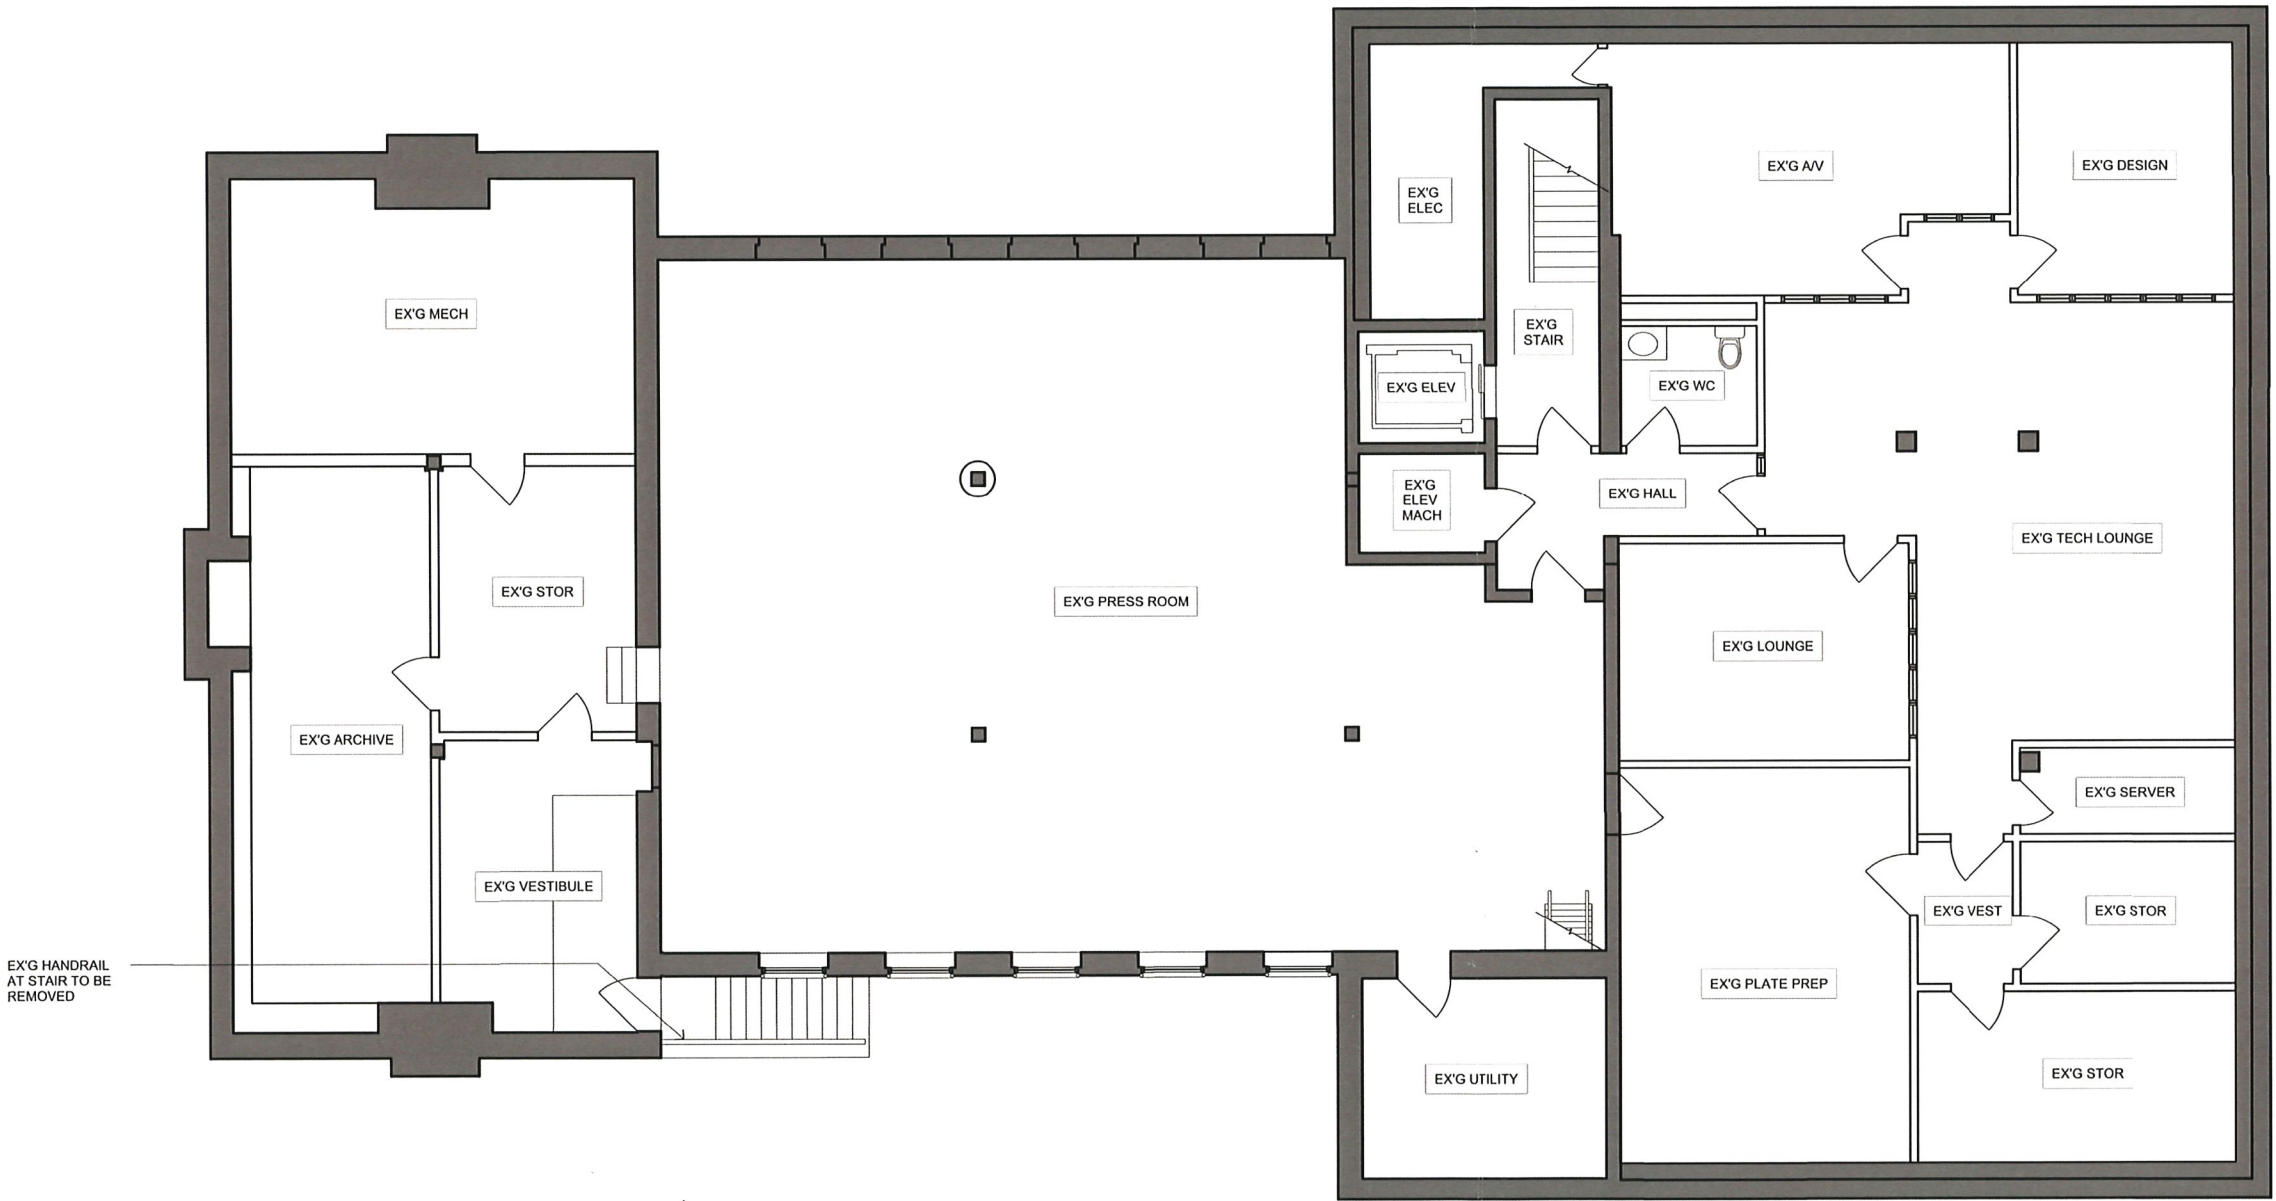 EX'G A/V
EX'G DESIGN
EX'G
ELEC
EX'G MECH
EX'G
STAIR
EX'G ELEV
EX'G WC
EX'G
ELEV
MACH
EX'G HALL
EX'G TECH LOUNGE
EX'G STOR
EX'G PRESS ROOM
EX'G LOUNGE
EX'G ARCHIVE
EX'G SERVER
EX'G VESTIBULE
EX'G VEST
EX'G STOR
EX'G HANDRAIL
AT STAIR TO BE
REMOVED
EX'G PLATE PREP
EX'G UTILITY
EX'G STOR